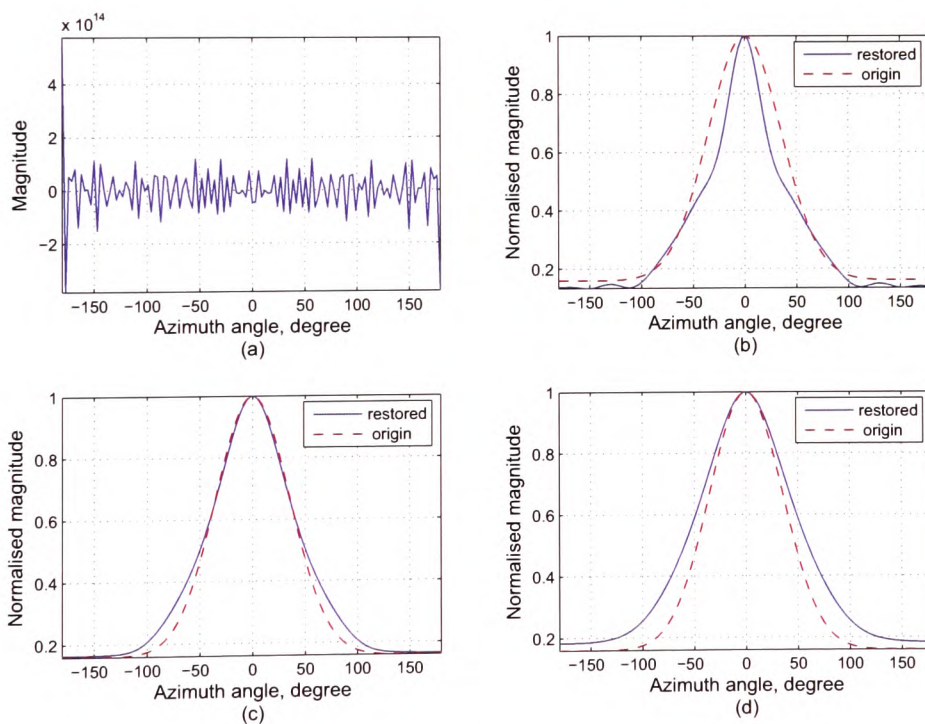 x 10^14
4
2
0
−2
Magnitude
−150 −100 −50 0 50 100 150
Azimuth angle, degree
(a)
1
0.8
0.6
0.4
0.2
Normalised magnitude
restored
origin
−150 −100 −50 0 50 100 150
Azimuth angle, degree
(b)
1
0.8
0.6
0.4
0.2
Normalised magnitude
restored
origin
−150 −100 −50 0 50 100 150
Azimuth angle, degree
(c)
1
0.8
0.6
0.4
0.2
Normalised magnitude
restored
origin
−150 −100 −50 0 50 100 150
Azimuth angle, degree
(d)